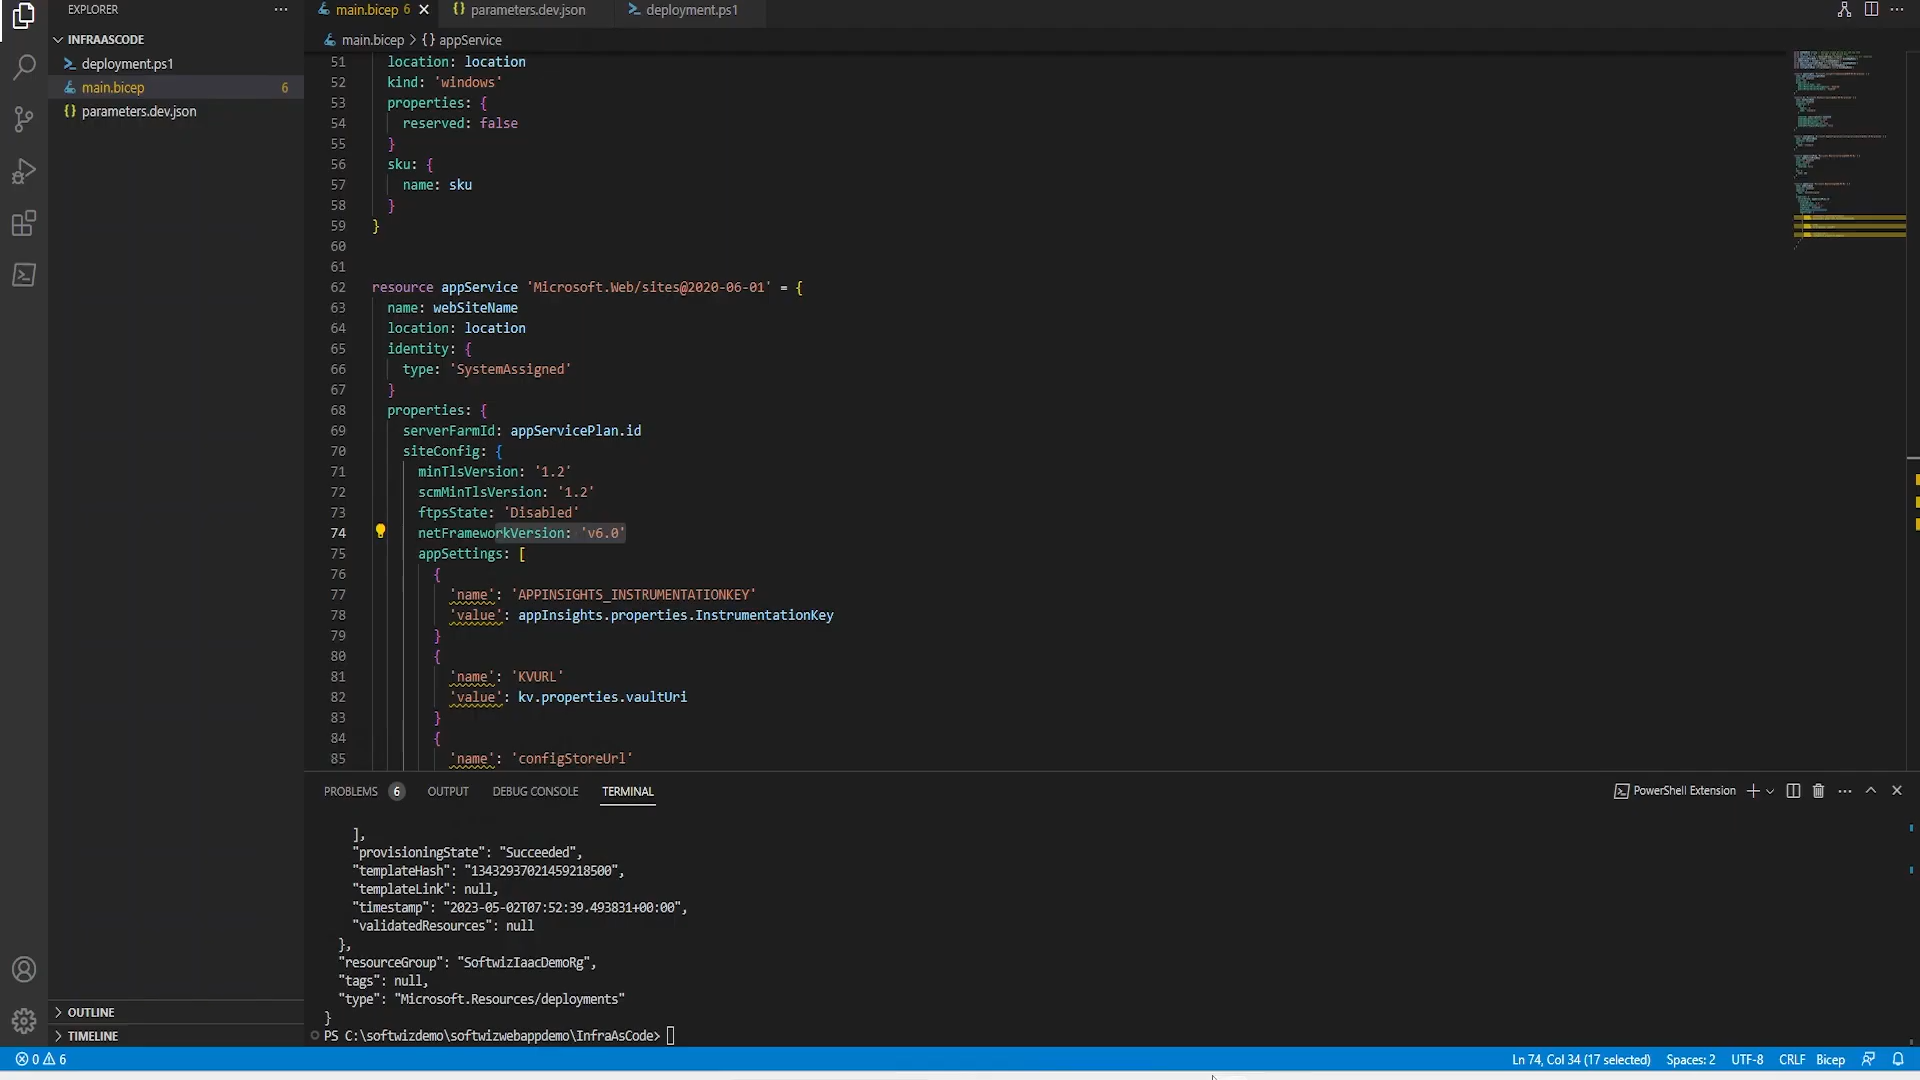 EXPLORER
INFRAASCODE
deployment.ps1
main.bicep 6
parameters.dev.json
OUTLINE
TIMELINE
main.bicep 6
parameters.dev.json
deployment.ps1
main.bicep > {} appService
51 location: location
52 kind: 'windows'
53 properties: {
54 reserved: false
55 }
56 sku: {
57 name: sku
58 }
59 }
60
61
62 resource appService 'Microsoft.Web/sites@2020-06-01' = {
63 name: webSiteName
64 location: location
65 identity: {
66 type: 'SystemAssigned'
67 }
68 properties: {
69 serverFarmId: appServicePlan.id
70 siteConfig: {
71 minTlsVersion: '1.2'
72 scmMinTlsVersion: '1.2'
73 ftpsState: 'Disabled'
74 netFrameworkVersion: 'v6.0'
75 appSettings: [
76 {
77 'name': 'APPINSIGHTS_INSTRUMENTATIONKEY'
78 'value': appInsights.properties.InstrumentationKey
79 }
80 {
81 'name': 'KVURL'
82 'value': kv.properties.vaultUri
83 }
84 {
85 'name': 'configStoreUrl'
PROBLEMS 6 OUTPUT DEBUG CONSOLE TERMINAL
PowerShell Extension
],
"provisioningState": "Succeeded",
"templateHash": "13432937021459218500",
"templateLink": null,
"timestamp": "2023-05-02T07:52:39.493831+00:00",
"validatedResources": null
},
"resourceGroup": "SoftwizIaacDemoRg",
"tags": null,
"type": "Microsoft.Resources/deployments"
}
PS C:\softwizdemo\softwizwebappdemo\InfraAsCode>
0 6
Ln 74, Col 34 (17 selected) Spaces: 2 UTF-8 CRLF Bicep